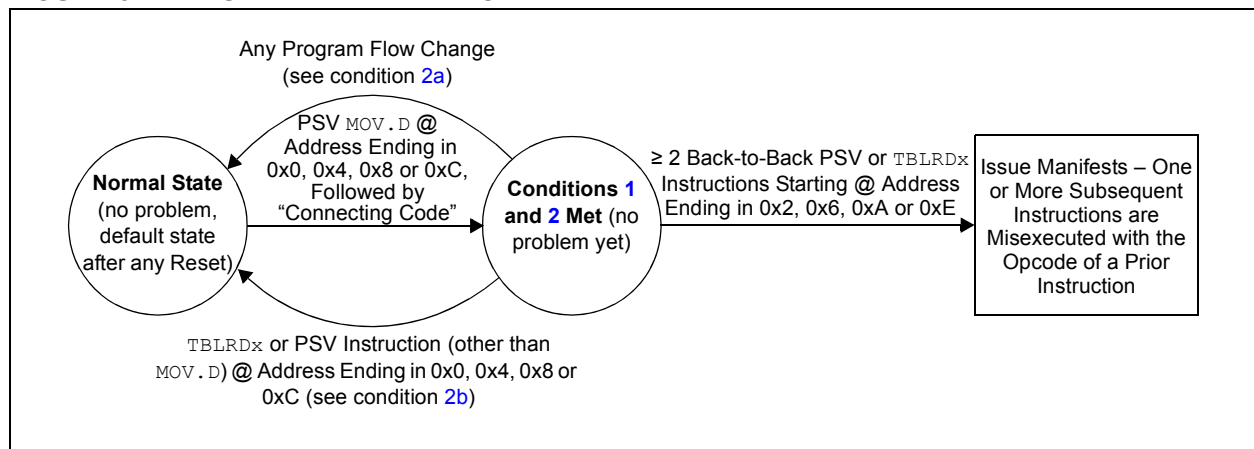 Any Program Flow Change
(see condition 2a)
PSV MOV.D @
Address Ending in
0x0, 0x4, 0x8 or 0xC,
Followed by
“Connecting Code”
Normal State
(no problem,
default state
after any Reset)
Conditions 1
and 2 Met (no
problem yet)
≥ 2 Back-to-Back PSV or TBLRDx
Instructions Starting @ Address
Ending in 0x2, 0x6, 0xA or 0xE
Issue Manifests – One
or More Subsequent
Instructions are
Misexecuted with the
Opcode of a Prior
Instruction
TBLRDx or PSV Instruction (other than
MOV.D) @ Address Ending in 0x0, 0x4, 0x8 or
0xC (see condition 2b)